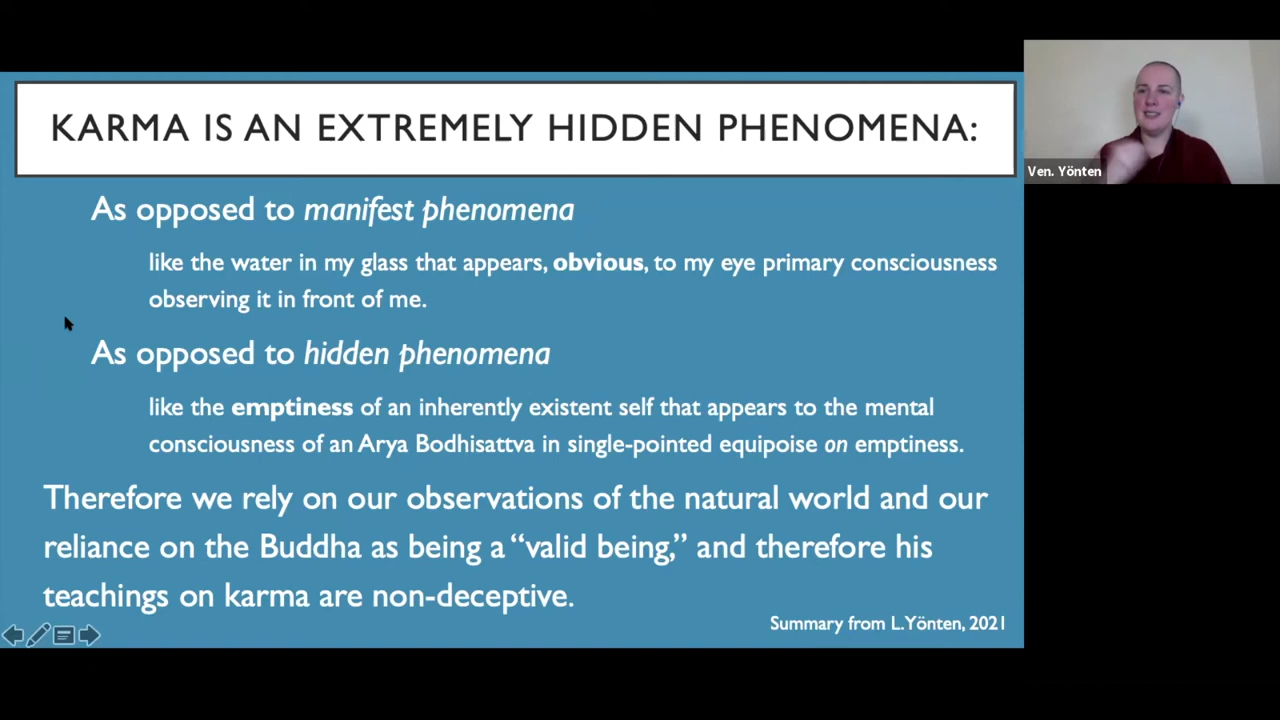 KARMA IS AN EXTREMELY HIDDEN PHENOMENA:
As opposed to manifest phenomena
like the water in my glass that appears, obvious, to my eye primary consciousness
observing it in front of me.
As opposed to hidden phenomena
like the emptiness of an inherently existent self that appears to the mental
consciousness of an Arya Bodhisattva in single-pointed equipoise on emptiness.
Therefore we rely on our observations of the natural world and our
reliance on the Buddha as being a “valid being,” and therefore his
teachings on karma are non-deceptive.
Summary from L.Yönten, 2021
Ven. Yönten